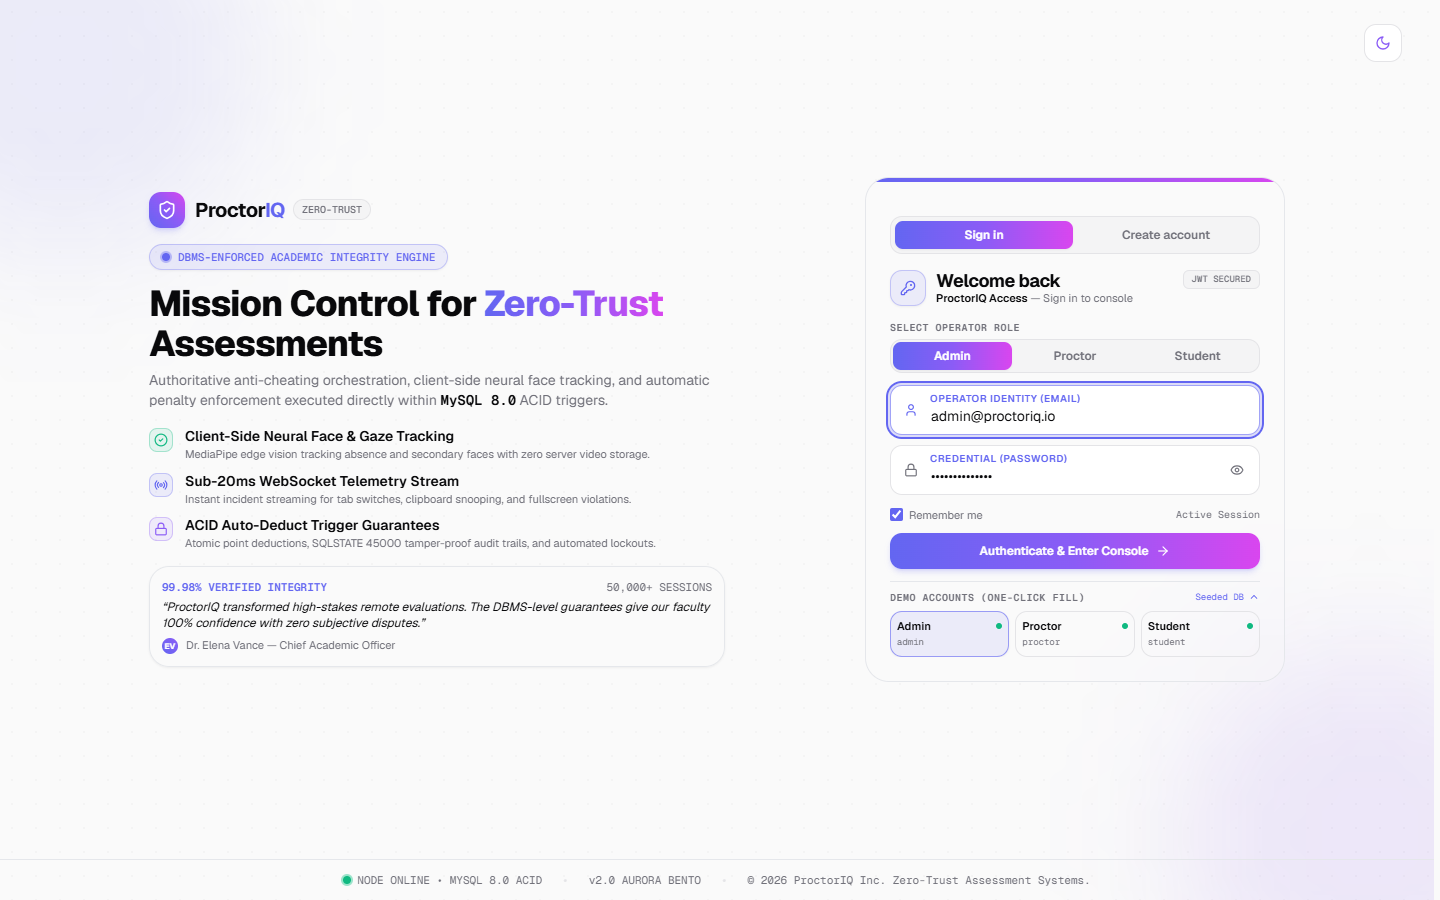 ProctorIQ ZERO-TRUST
DBMS-ENFORCED ACADEMIC INTEGRITY ENGINE
Mission Control for Zero-Trust
Assessments
Authoritative anti-cheating orchestration, client-side neural face tracking, and automatic
penalty enforcement executed directly within MySQL 8.0 ACID triggers.
Client-Side Neural Face & Gaze Tracking
MediaPipe edge vision tracking absence and secondary faces with zero server video storage.
Sub-20ms WebSocket Telemetry Stream
Instant incident streaming for tab switches, clipboard snooping, and fullscreen violations.
ACID Auto-Deduct Trigger Guarantees
Atomic point deductions, SQLSTATE 45000 tamper-proof audit trails, and automated lockouts.
99.98% VERIFIED INTEGRITY 50,000+ SESSIONS
“ProctorIQ transformed high-stakes remote evaluations. The DBMS-level guarantees give our faculty
100% confidence with zero subjective disputes.”
EV Dr. Elena Vance — Chief Academic Officer
Sign in Create account
Welcome back JWT SECURED
ProctorIQ Access — Sign in to console
SELECT OPERATOR ROLE
Admin Proctor Student
OPERATOR IDENTITY (EMAIL)
admin@proctoriq.io
CREDENTIAL (PASSWORD)
••••••••••••••
Remember me Active Session
Authenticate & Enter Console →
DEMO ACCOUNTS (ONE-CLICK FILL) Seeded DB
Admin Proctor Student
admin proctor student
NODE ONLINE • MYSQL 8.0 ACID • v2.0 AURORA BENTO • © 2026 ProctorIQ Inc. Zero-Trust Assessment Systems.